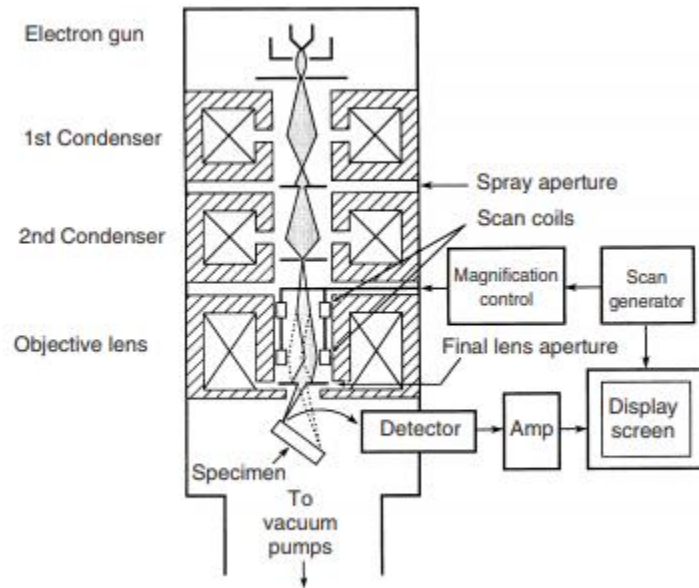 Electron gun
1st Condenser
Spray aperture
Scan coils
2nd Condenser
Magnification
control
Scan
generator
Objective lens
Final lens aperture
Detector
Amp
Display
screen
Specimen
To
vacuum
pumps